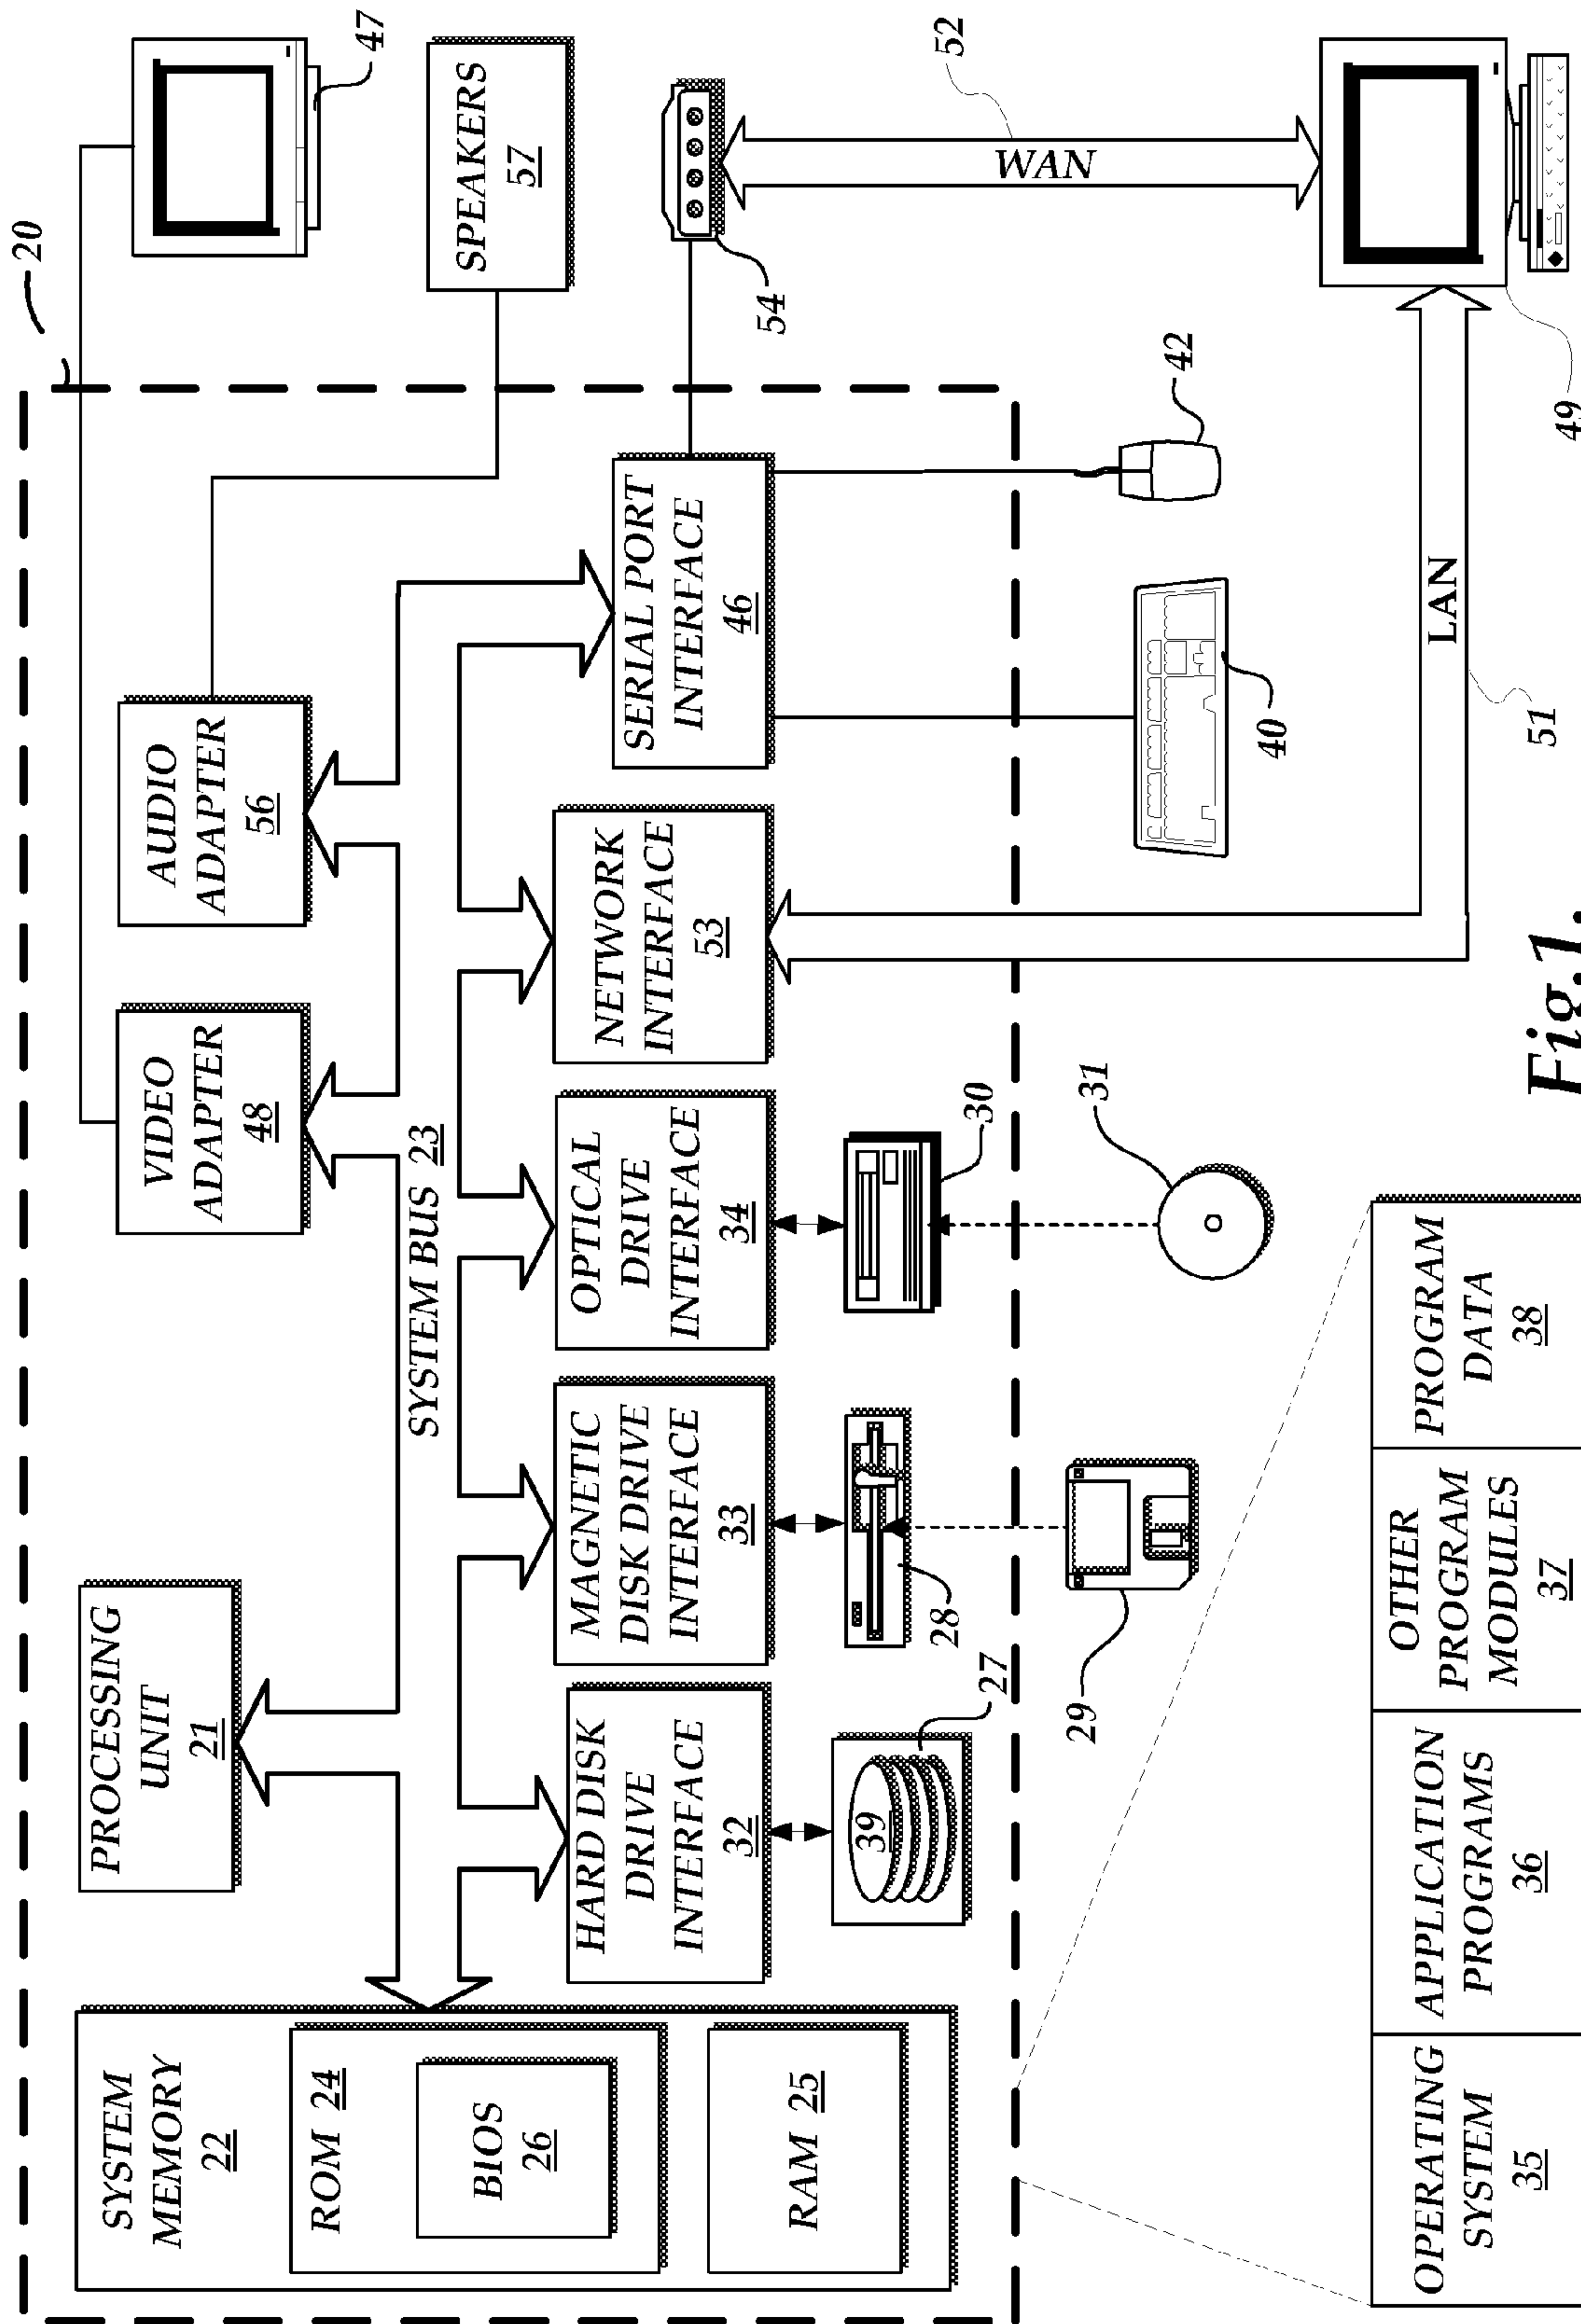 20
SYSTEM
MEMORY
22
ROM 24
BIOS
26
RAM 25
PROCESSING
UNIT
21
VIDEO
ADAPTER
48
AUDIO
ADAPTER
56
47
SYSTEM BUS 23
SPEAKERS
57
HARD DISK
DRIVE
INTERFACE
32
MAGNETIC
DISK DRIVE
INTERFACE
33
OPTICAL
DRIVE
INTERFACE
34
NETWORK
INTERFACE
53
SERIAL PORT
INTERFACE
46
54
39
27
28
30
52
WAN
29
31
40
42
LAN
51
49
OPERATING
SYSTEM
35
APPLICATION
PROGRAMS
36
OTHER
PROGRAM
MODULES
37
PROGRAM
DATA
38
Fig.1.